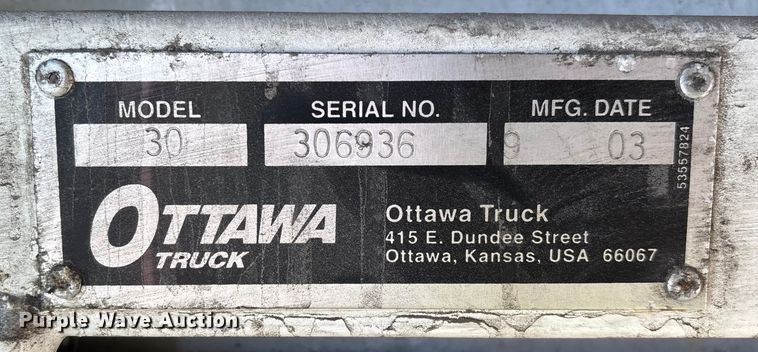 MODEL SERIAL NO. MFG. DATE
30 306936 9 03
53557824
OTTAWA
TRUCK
Ottawa Truck
415 E. Dundee Street
Ottawa, Kansas, USA 66067
Purple Wave Auction